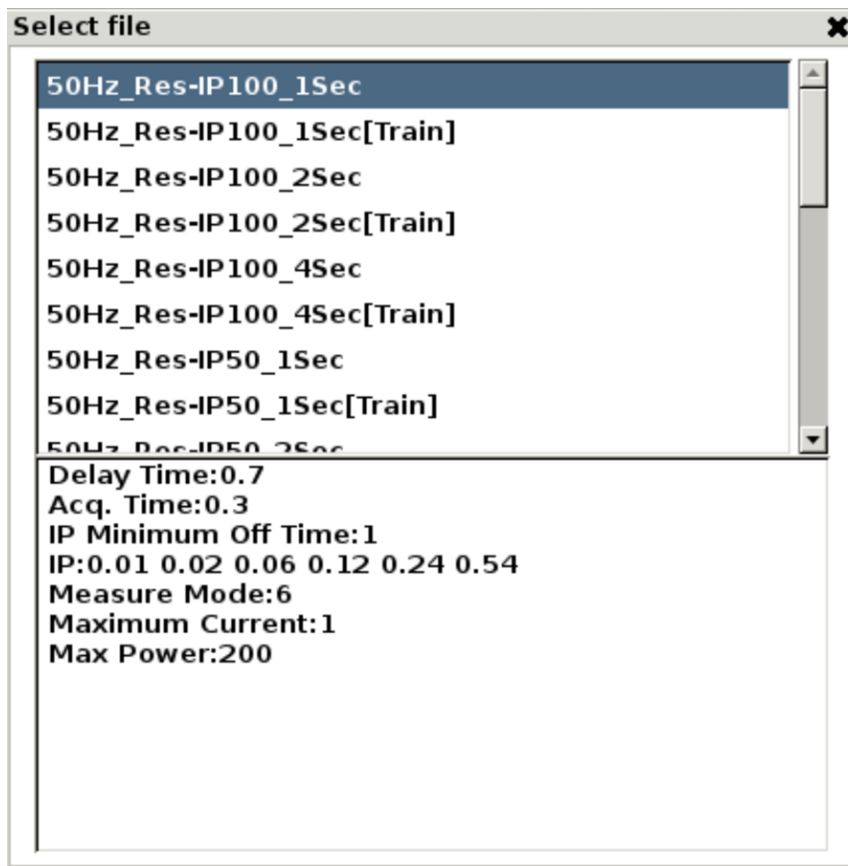 Select file
50Hz_Res-IP100_1Sec
50Hz_Res-IP100_1Sec[Train]
50Hz_Res-IP100_2Sec
50Hz_Res-IP100_2Sec[Train]
50Hz_Res-IP100_4Sec
50Hz_Res-IP100_4Sec[Train]
50Hz_Res-IP50_1Sec
50Hz_Res-IP50_1Sec[Train]
50Hz_Res-IP50_2Sec
Delay Time:0.7
Acq. Time:0.3
IP Minimum Off Time:1
IP:0.01 0.02 0.06 0.12 0.24 0.54
Measure Mode:6
Maximum Current:1
Max Power:200